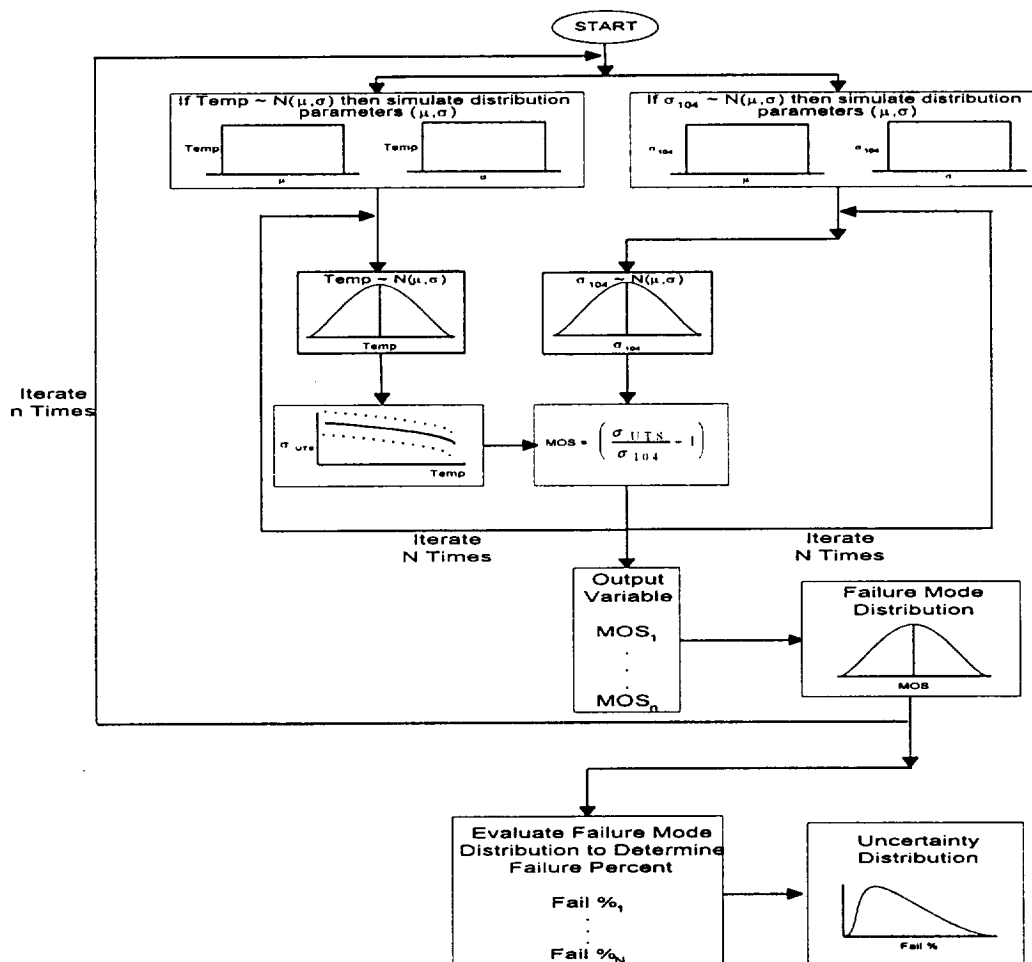 START
If Temp ~ N(μ,σ) then simulate distribution
parameters (μ,σ)
Temp
μ
Temp
σ
If σ104 ~ N(μ,σ) then simulate distribution
parameters (μ,σ)
σ104
μ
σ104
σ
Temp ~ N(μ,σ)
Temp
σ104 ~ N(μ,σ)
σ104
Iterate
n Times
σUTS
Temp
MOS = (σUTS / σ104 - 1)
Iterate
N Times
Iterate
N Times
Output
Variable
MOS1
.
.
.
MOSn
Failure Mode
Distribution
MOS
Evaluate Failure Mode
Distribution to Determine
Failure Percent
Fail %1
Fail %N
Uncertainty
Distribution
Fail %